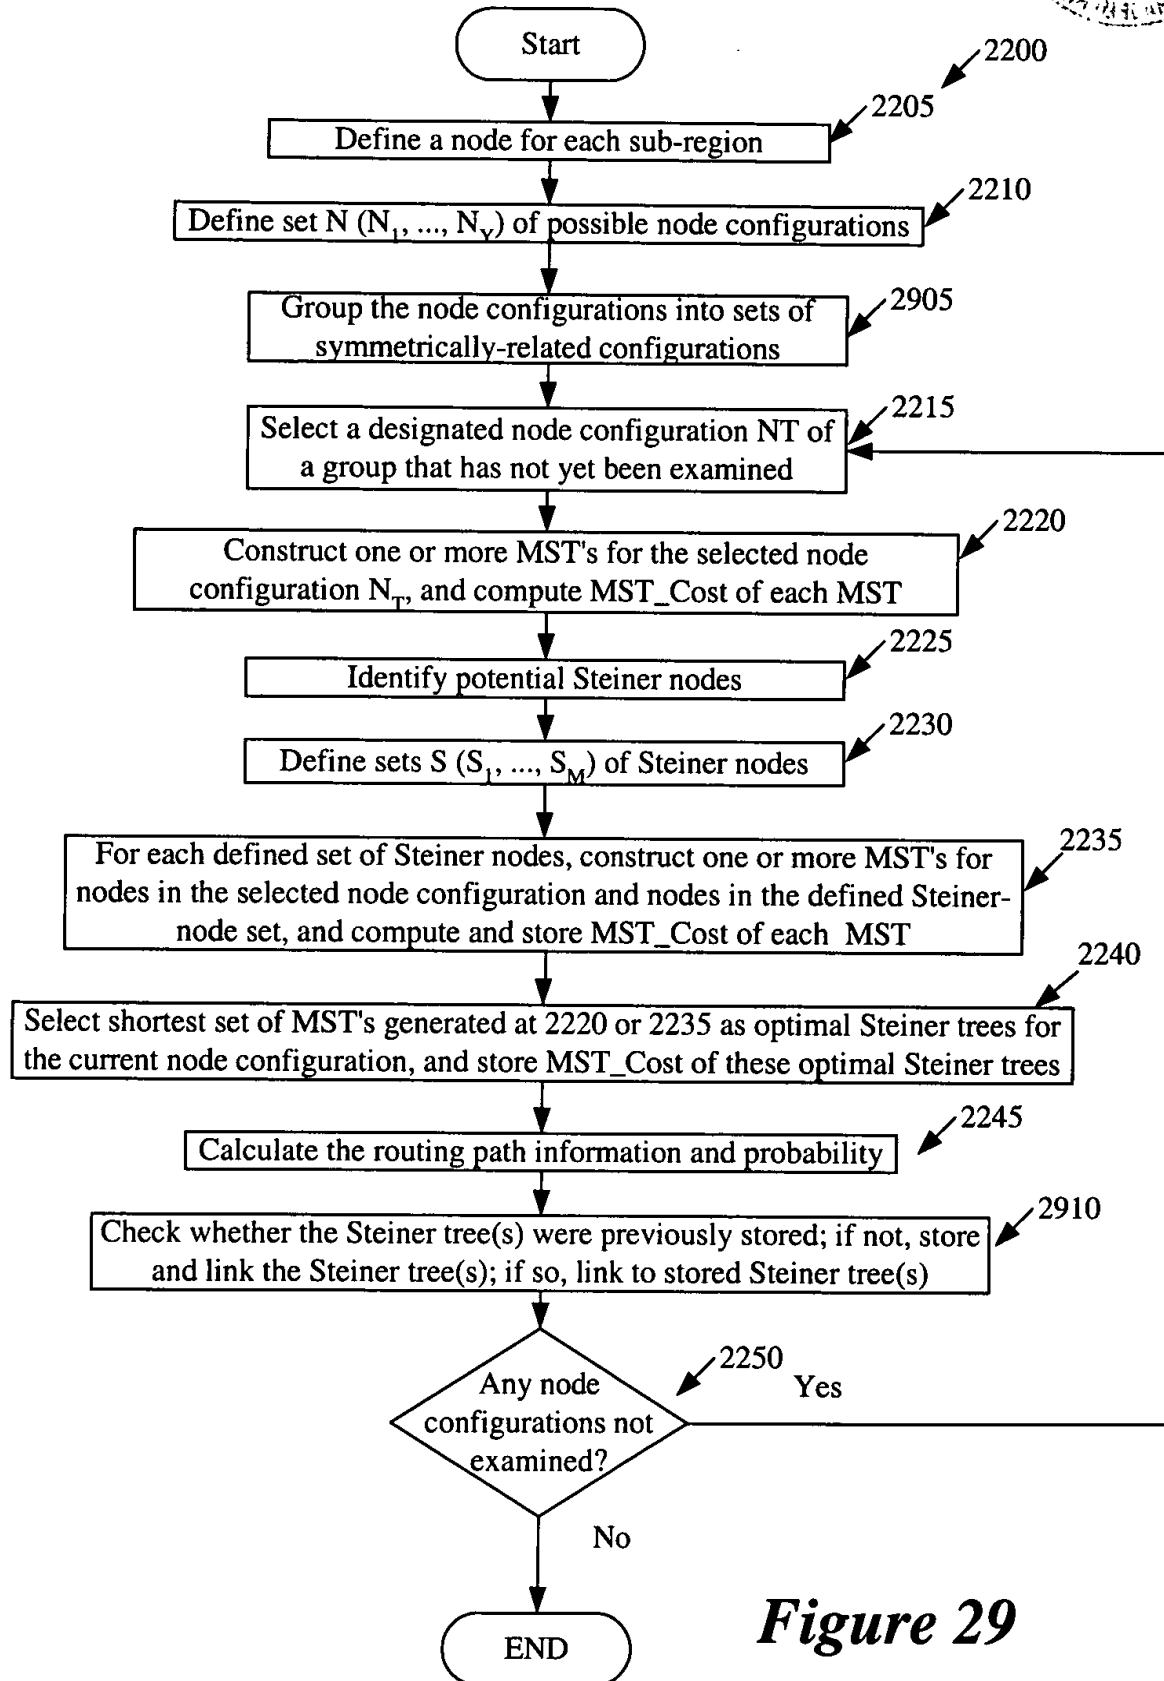 Start
2200
2205
Define a node for each sub-region
2210
Define set N (N1, ..., NY) of possible node configurations
2905
Group the node configurations into sets of
symmetrically-related configurations
2215
Select a designated node configuration NT of
a group that has not yet been examined
2220
Construct one or more MST's for the selected node
configuration NT, and compute MST_Cost of each MST
2225
Identify potential Steiner nodes
2230
Define sets S (S1, ..., SM) of Steiner nodes
2235
For each defined set of Steiner nodes, construct one or more MST's for
nodes in the selected node configuration and nodes in the defined Steiner-
node set, and compute and store MST_Cost of each MST
2240
Select shortest set of MST's generated at 2220 or 2235 as optimal Steiner trees for
the current node configuration, and store MST_Cost of these optimal Steiner trees
2245
Calculate the routing path information and probability
2910
Check whether the Steiner tree(s) were previously stored; if not, store
and link the Steiner tree(s); if so, link to stored Steiner tree(s)
2250
Yes
Any node
configurations not
examined?
No
END
Figure 29